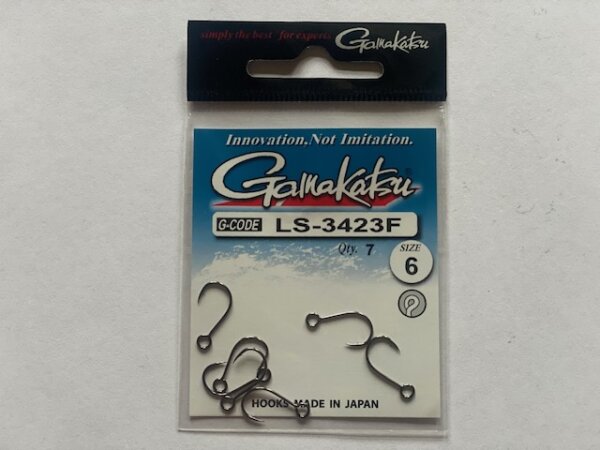 simply the best for experts Gamakatsu
Innovation, Not Imitation.
Gamakatsu
G-CODE LS-3423F
Qty. 7
SIZE
6
HOOKS MADE IN JAPAN